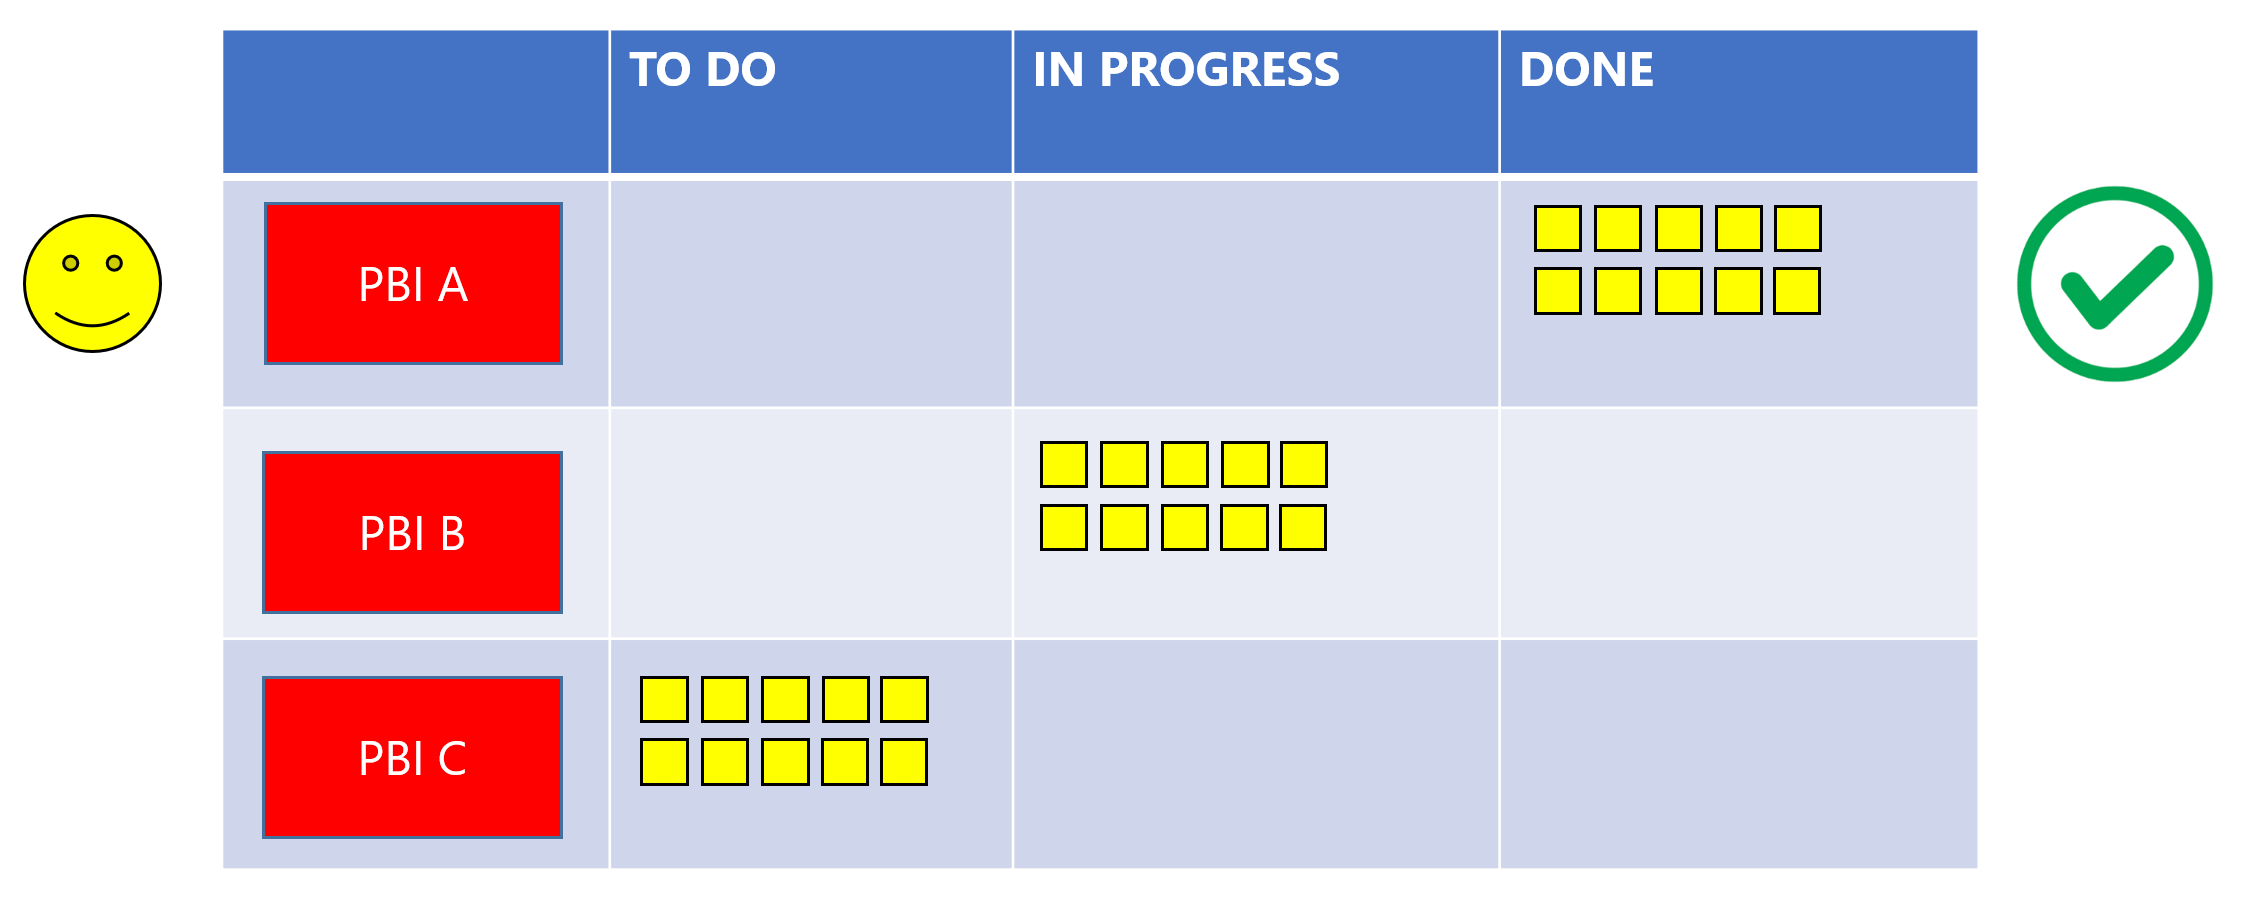 TO DO
IN PROGRESS
DONE
PBI A
PBI B
PBI C